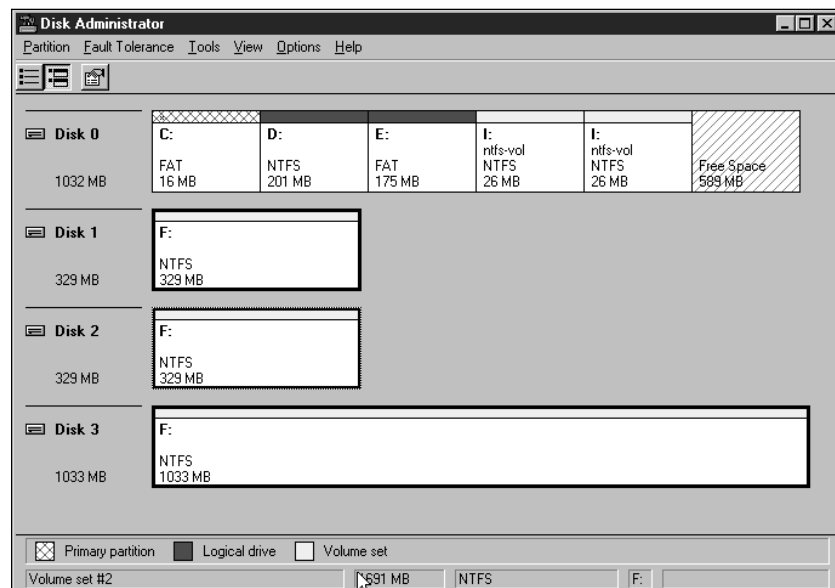 Disk Administrator
Partition Fault Tolerance Tools View Options Help
Disk 0
1032 MB
C:
FAT
16 MB
D:
NTFS
201 MB
E:
FAT
175 MB
I:
ntfs-vol
NTFS
26 MB
I:
ntfs-vol
NTFS
26 MB
Free Space
589 MB
Disk 1
329 MB
F:
NTFS
329 MB
Disk 2
329 MB
F:
NTFS
329 MB
Disk 3
1033 MB
F:
NTFS
1033 MB
Primary partition Logical drive Volume set
Volume set #2 MB NTFS F: